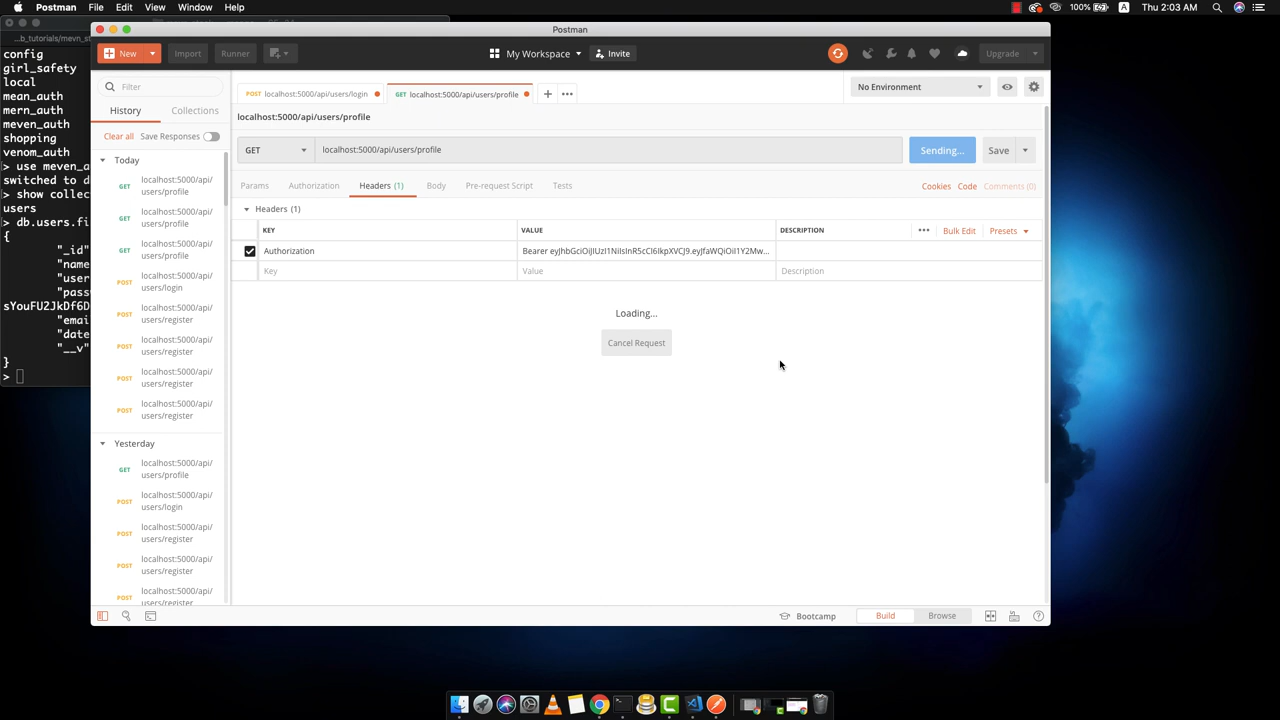 Postman File Edit View Window Help
100% A Thu 2:03 AM
...b_tutorials/mevn_st
config
girl_safety
local
mean_auth
mern_auth
meven_auth
shopping
venom_auth
> use meven_a
switched to d
> show collec
users
> db.users.fi
{
"_id"
"name
"user
"pass
sYouFU2JkDf6D
"emai
"date
"__v"
}
>
Postman
New Import Runner My Workspace Invite Upgrade
Filter
History Collections
Clear all Save Responses
Today
GET localhost:5000/api/
users/profile
GET localhost:5000/api/
users/profile
GET localhost:5000/api/
users/profile
POST localhost:5000/api/
users/login
POST localhost:5000/api/
users/register
POST localhost:5000/api/
users/register
POST localhost:5000/api/
users/register
POST localhost:5000/api/
users/register
Yesterday
GET localhost:5000/api/
users/profile
POST localhost:5000/api/
users/login
POST localhost:5000/api/
users/register
POST localhost:5000/api/
users/register
POST localhost:5000/api/
users/register
POST localhost:5000/api/users/login GET localhost:5000/api/users/profile + ••• No Environment
localhost:5000/api/users/profile
GET localhost:5000/api/users/profile Sending... Save
Params Authorization Headers (1) Body Pre-request Script Tests Cookies Code Comments (0)
Headers (1)
KEY VALUE DESCRIPTION ••• Bulk Edit Presets
Authorization Bearer
Key Value Description
Loading...
Cancel Request
Bootcamp Build Browse